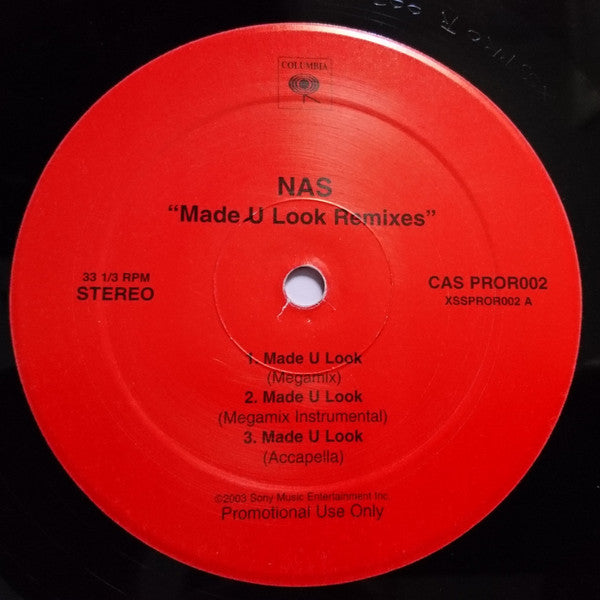 COLUMBIA
NAS
“Made U Look Remixes”
33 1/3 RPM
STEREO
CAS PROR002
XSSPROR002 A
1. Made U Look
(Megamix)
2. Made U Look
(Megamix Instrumental)
3. Made U Look
(Accapella)
©2003 Sony Music Entertainment Inc.
Promotional Use Only